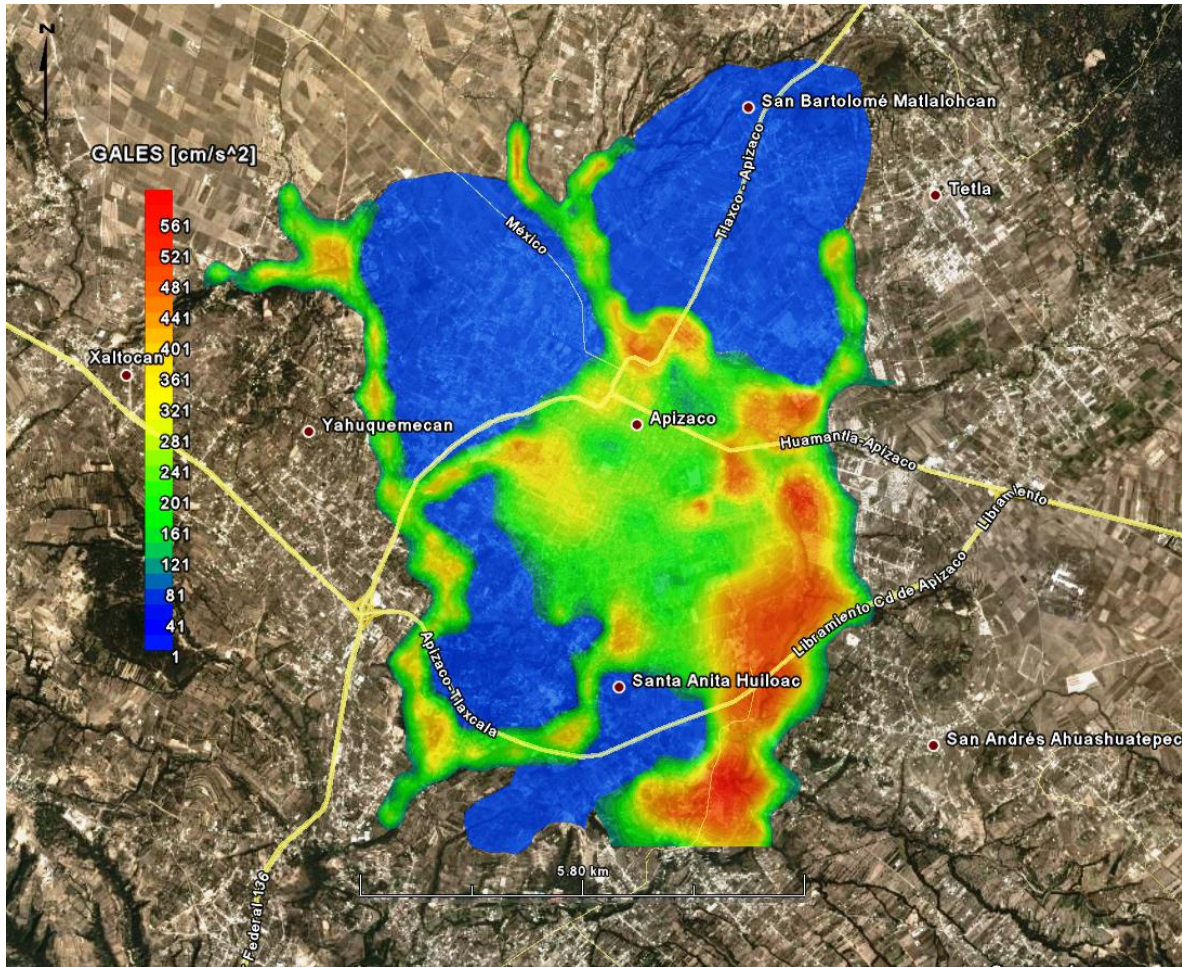 N
San Bartolomé Matlalohcan
GALES [cm/s^2]
Tetla
561
521
481
441
401
361
321
281
241
201
161
121
81
41
1
México
Tlaxco - Apizaco
Xaltocan
Yahuquemecan
Apizaco
Huamantla-Apizaco
Libramiento
Libramiento Cd de Apizaco
Apizaco-Tlaxcala
Santa Anita Huiloac
San Andrés Ahuashuatepec
5.80 km
Federal 136